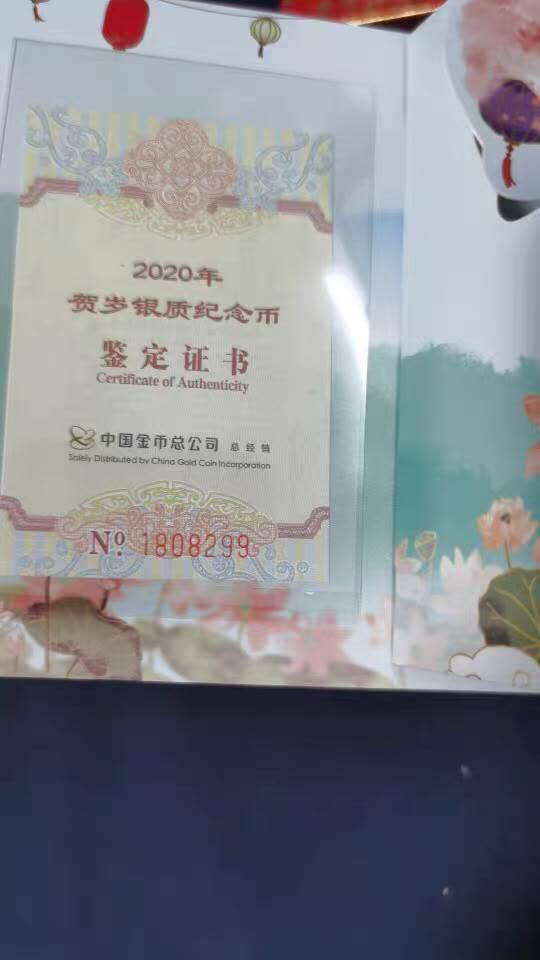 2020年
贺岁银质纪念币
鉴定证书
Certificate of Authenticity
中国金币总公司 总经销
Solely Distributed by China Gold Coin Incorporation
Nº 1808299